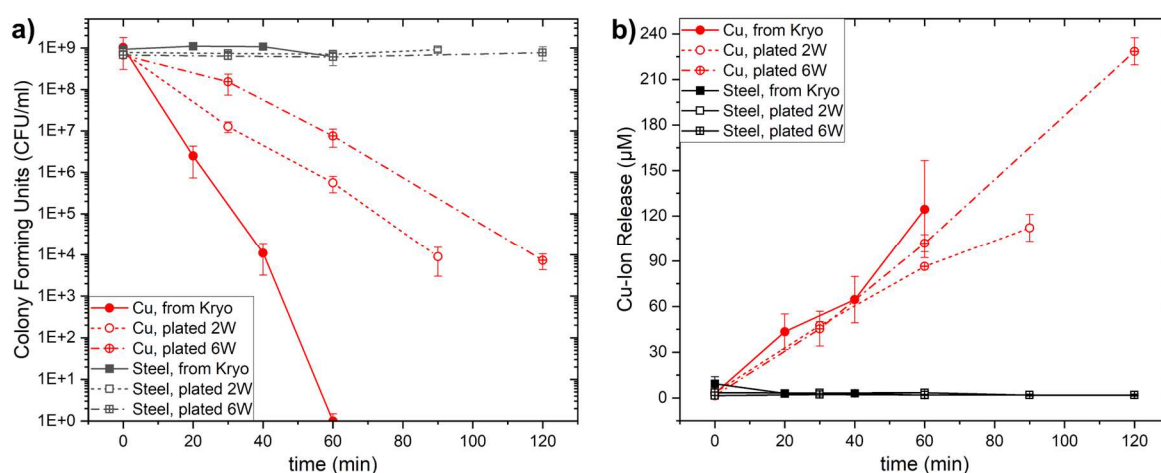 a)
Colony Forming Units (CFU/ml)
1E+9
1E+8
1E+7
1E+6
1E+5
1E+4
1E+3
1E+2
1E+1
1E+0
Cu, from Kryo
Cu, plated 2W
Cu, plated 6W
Steel, from Kryo
Steel, plated 2W
Steel, plated 6W
0 20 40 60 80 100 120
time (min)
b)
Cu-Ion Release (µM)
240
210
180
150
120
90
60
30
0
Cu, from Kryo
Cu, plated 2W
Cu, plated 6W
Steel, from Kryo
Steel, plated 2W
Steel, plated 6W
0 20 40 60 80 100 120
time (min)